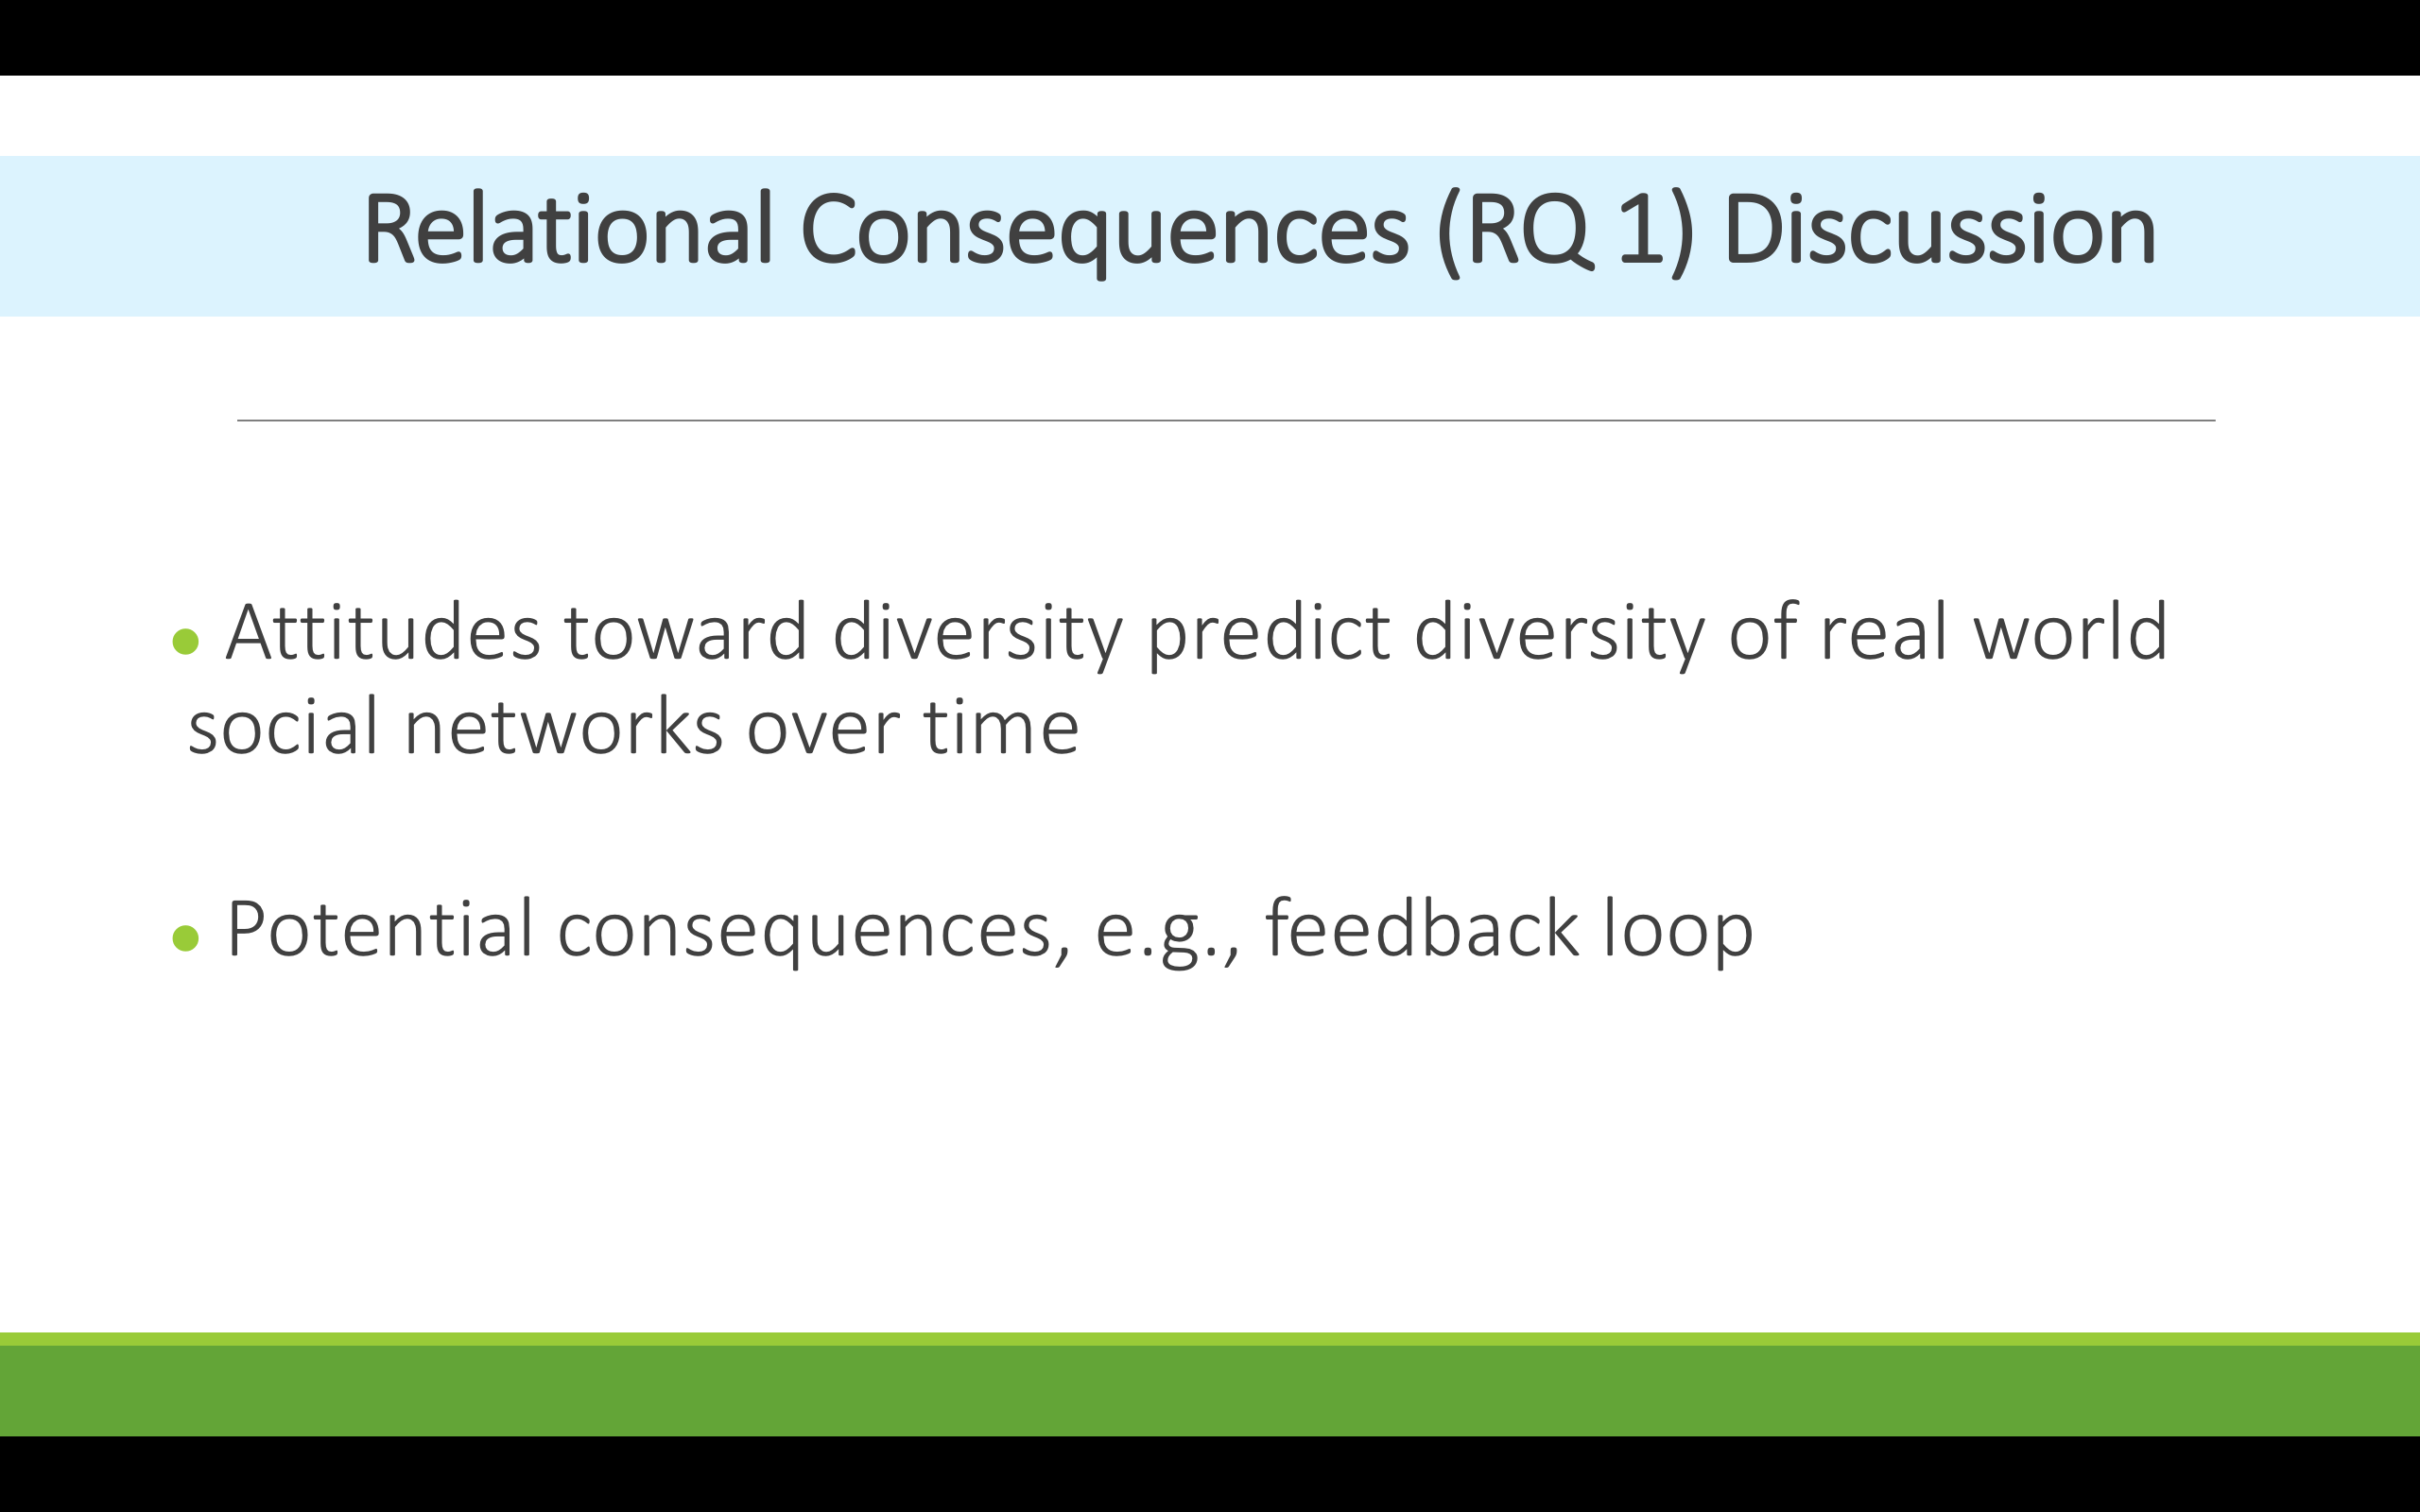 Relational Consequences (RQ 1) Discussion
Attitudes toward diversity predict diversity of real world
social networks over time
Potential consequences, e.g., feedback loop